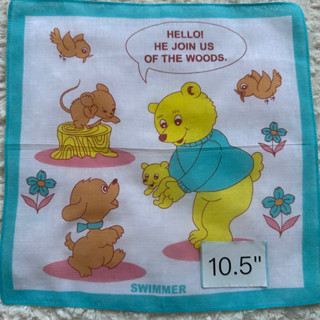 HELLO!
HE JOIN US
OF THE WOODS.
10.5"
SWIMMER